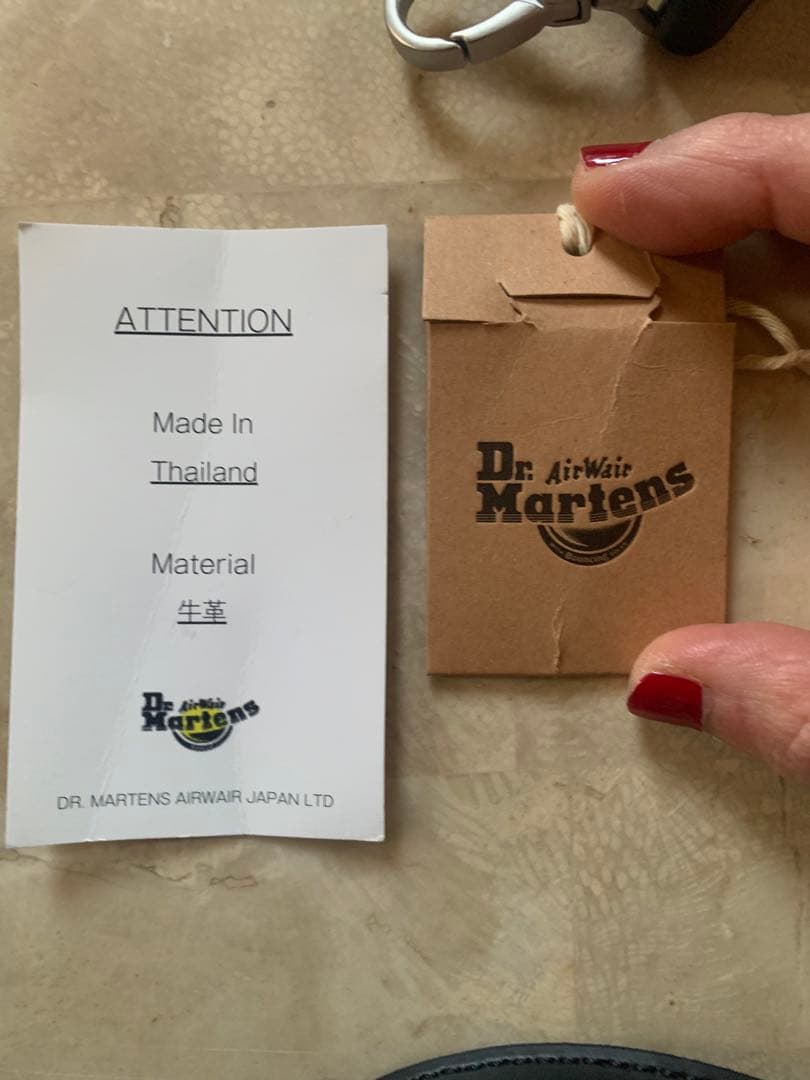 ATTENTION
Made In
Thailand
Material
牛革
Dr. AirWair
Martens
DR. MARTENS AIRWAIR JAPAN LTD
Dr. AirWair
Martens